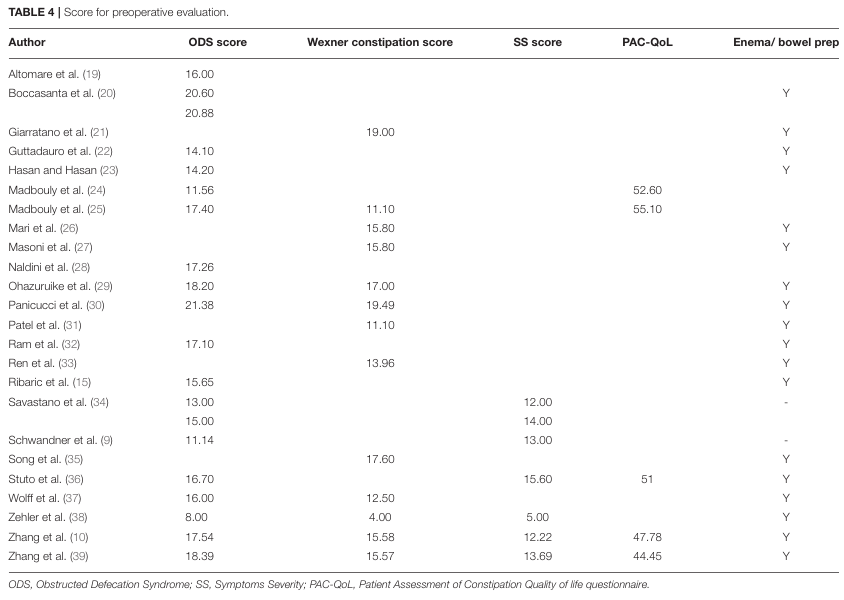 TABLE 4 | Score for preoperative evaluation.
Author ODS score Wexner constipation score SS score PAC-QoL Enema/ bowel prep
Altomare et al. (19) 16.00
Boccasanta et al. (20) 20.60 Y
20.88
Giarratano et al. (21) 19.00 Y
Guttadauro et al. (22) 14.10 Y
Hasan and Hasan (23) 14.20 Y
Madbouly et al. (24) 11.56 52.60
Madbouly et al. (25) 17.40 11.10 55.10
Mari et al. (26) 15.80 Y
Masoni et al. (27) 15.80 Y
Naldini et al. (28) 17.26
Ohazuruike et al. (29) 18.20 17.00 Y
Panicucci et al. (30) 21.38 19.49 Y
Patel et al. (31) 11.10 Y
Ram et al. (32) 17.10 Y
Ren et al. (33) 13.96 Y
Ribaric et al. (15) 15.65 Y
Savastano et al. (34) 13.00 12.00 -
15.00 14.00
Schwandner et al. (9) 11.14 13.00 -
Song et al. (35) 17.60 Y
Stuto et al. (36) 16.70 15.60 51 Y
Wolff et al. (37) 16.00 12.50 Y
Zehler et al. (38) 8.00 4.00 5.00 Y
Zhang et al. (10) 17.54 15.58 12.22 47.78 Y
Zhang et al. (39) 18.39 15.57 13.69 44.45 Y
ODS, Obstructed Defecation Syndrome; SS, Symptoms Severity; PAC-QoL, Patient Assessment of Constipation Quality of life questionnaire.